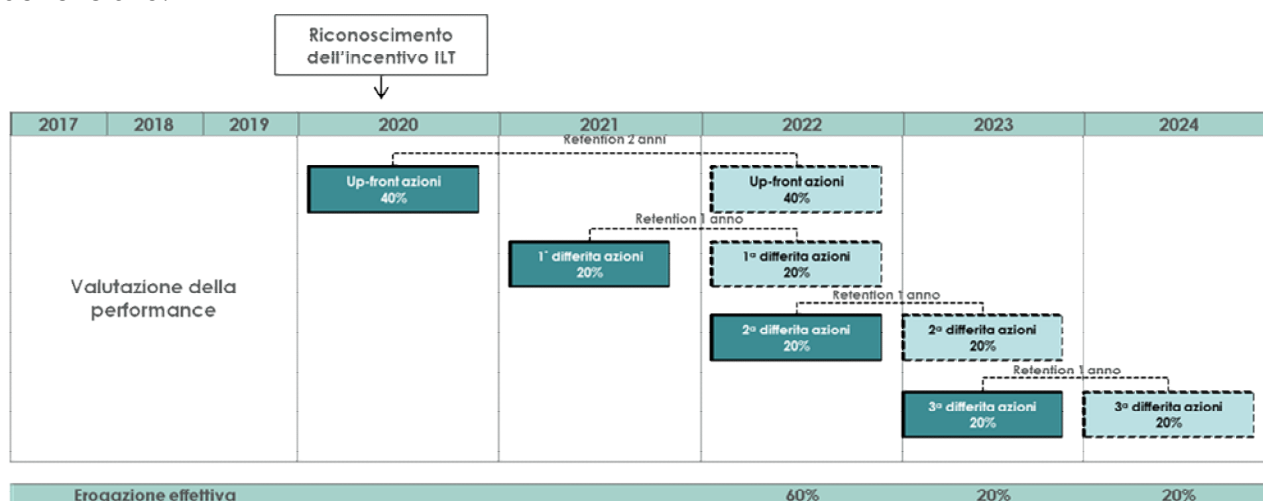 Riconoscimento
dell'incentivo ILT
2017 2018 2019 2020 2021 2022 2023 2024
Retention 2 anni
Up-front azioni
40%
Up-front azioni
40%
Retention 1 anno
1ˆ differita azioni
20%
1ª differita azioni
20%
Valutazione della
performance
Retention 1 anno
2ª differita azioni
20%
2ª differita azioni
20%
Retention 1 anno
3ª differita azioni
20%
3ª differita azioni
20%
Erogazione effettiva 60% 20% 20%